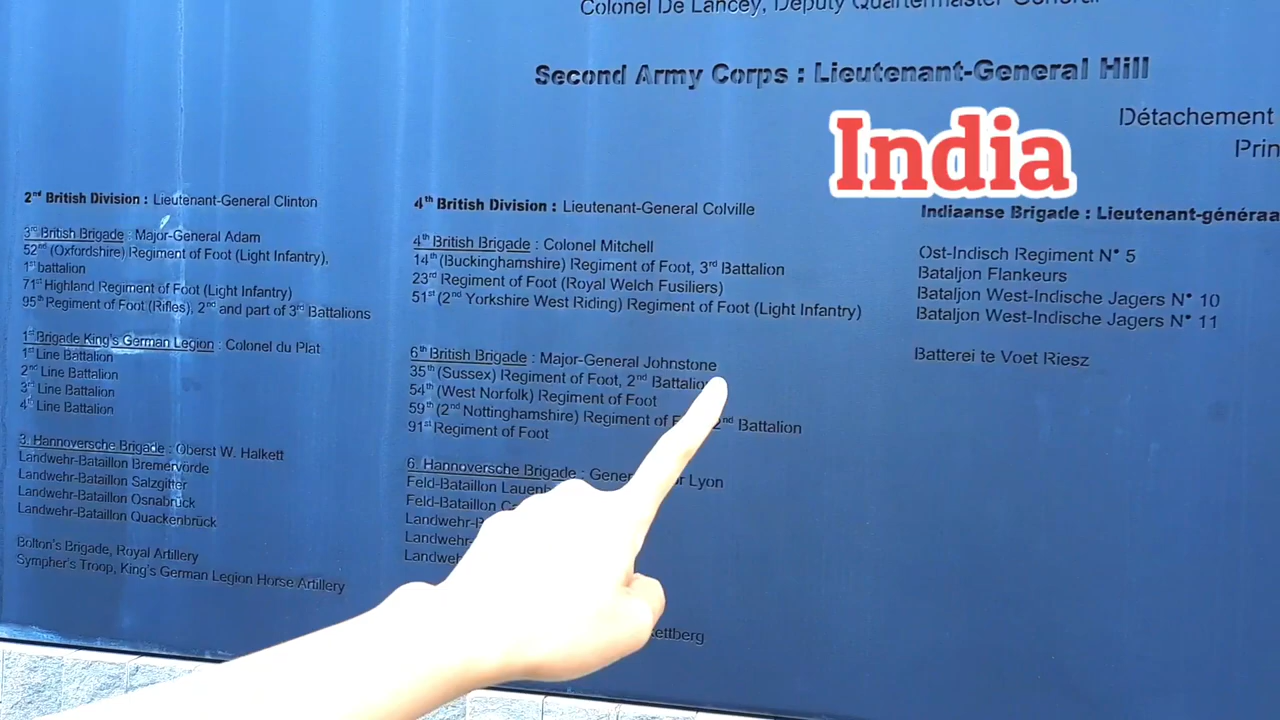 Colonel De Lancey, Deputy Quartermaster General
Second Army Corps : Lieutenant-General Hill
India
Détachement
Prin
2nd British Division : Lieutenant-General Clinton
3rd British Brigade : Major-General Adam
52nd (Oxfordshire) Regiment of Foot (Light Infantry),
1st battalion
71st Highland Regiment of Foot (Light Infantry)
95th Regiment of Foot (Rifles), 2nd and part of 3rd Battalions
1st Brigade King's German Legion : Colonel du Plat
1st Line Battalion
2nd Line Battalion
3rd Line Battalion
4th Line Battalion
3. Hannoversche Brigade : Oberst W. Halkett
Landwehr-Bataillon Bremervörde
Landwehr-Bataillon Salzgitter
Landwehr-Bataillon Osnabrück
Landwehr-Bataillon Quackenbrück
Bolton's Brigade, Royal Artillery
Sympher's Troop, King's German Legion Horse Artillery
4th British Division : Lieutenant-General Colville
4th British Brigade : Colonel Mitchell
14th (Buckinghamshire) Regiment of Foot, 3rd Battalion
23rd Regiment of Foot (Royal Welch Fusiliers)
51st (2nd Yorkshire West Riding) Regiment of Foot (Light Infantry)
6th British Brigade : Major-General Johnstone
35th (Sussex) Regiment of Foot, 2nd Battalio
54th (West Norfolk) Regiment of Foot
59th (2nd Nottinghamshire) Regiment of F 2nd Battalion
91st Regiment of Foot
6. Hannoversche Brigade : Gener r Lyon
Feld-Bataillon Lauenb
Feld-Bataillon
Landwehr-
Landwehr-
Landwe
ettberg
Indiaanse Brigade : Lieutenant-généraa
Ost-Indisch Regiment N° 5
Bataljon Flankeurs
Bataljon West-Indische Jagers N° 10
Bataljon West-Indische Jagers N° 11
Batterei te Voet Riesz